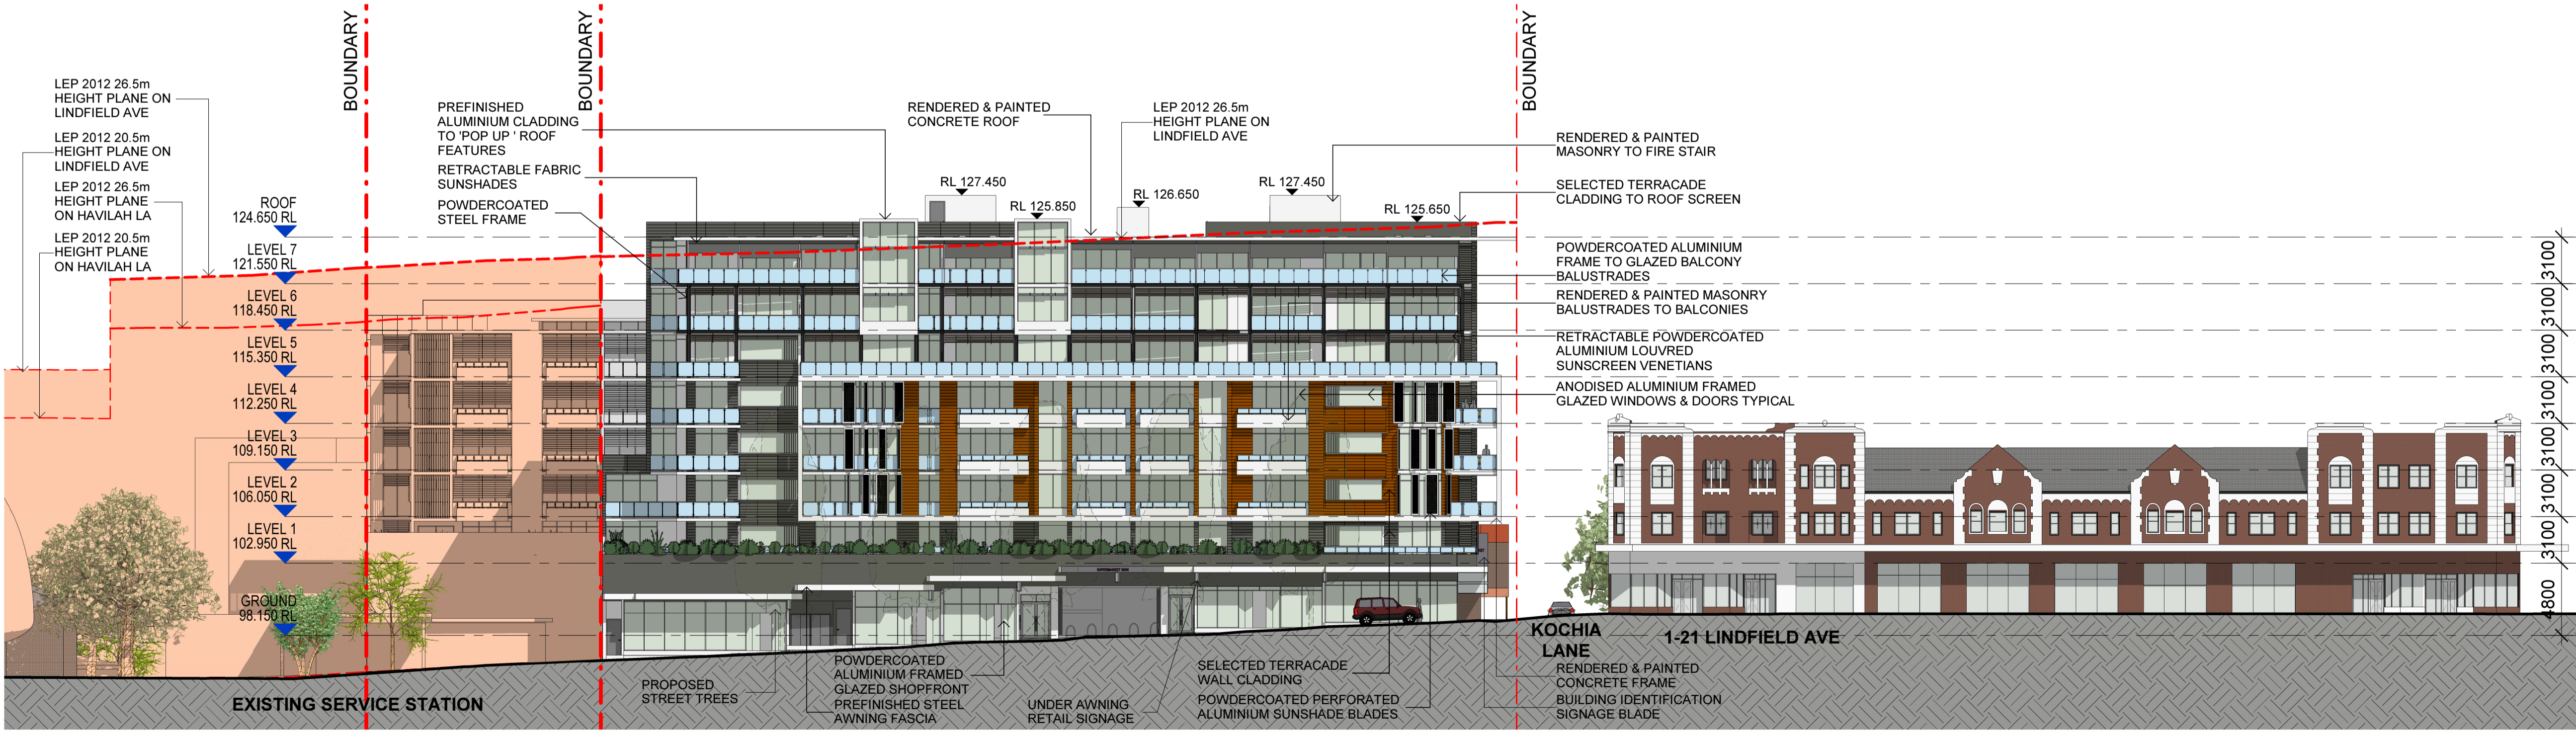 BOUNDARY
BOUNDARY
BOUNDARY
LEP 2012 26.5m
HEIGHT PLANE ON
LINDFIELD AVE
LEP 2012 20.5m
HEIGHT PLANE ON
LINDFIELD AVE
LEP 2012 26.5m
HEIGHT PLANE
ON HAVILAH LA
LEP 2012 20.5m
HEIGHT PLANE
ON HAVILAH LA
ROOF
124.650 RL
LEVEL 7
121.550 RL
LEVEL 6
118.450 RL
LEVEL 5
115.350 RL
LEVEL 4
112.250 RL
LEVEL 3
109.150 RL
LEVEL 2
106.050 RL
LEVEL 1
102.950 RL
GROUND
98.150 RL
PREFINISHED
ALUMINIUM CLADDING
TO 'POP UP ' ROOF
FEATURES
RETRACTABLE FABRIC
SUNSHADES
POWDERCOATED
STEEL FRAME
RENDERED & PAINTED
CONCRETE ROOF
LEP 2012 26.5m
HEIGHT PLANE ON
LINDFIELD AVE
RL 127.450
RL 125.850
RL 126.650
RL 127.450
RL 125.650
RENDERED & PAINTED
MASONRY TO FIRE STAIR
SELECTED TERRACADE
CLADDING TO ROOF SCREEN
POWDERCOATED ALUMINIUM
FRAME TO GLAZED BALCONY
BALUSTRADES
RENDERED & PAINTED MASONRY
BALUSTRADES TO BALCONIES
RETRACTABLE POWDERCOATED
ALUMINIUM LOUVRED
SUNSCREEN VENETIANS
ANODISED ALUMINIUM FRAMED
GLAZED WINDOWS & DOORS TYPICAL
3100
3100
3100
3100
3100
3100
3100
4800
SUPERMARKET SIGN
EXISTING SERVICE STATION
PROPOSED
STREET TREES
POWDERCOATED
ALUMINIUM FRAMED
GLAZED SHOPFRONT
PREFINISHED STEEL
AWNING FASCIA
UNDER AWNING
RETAIL SIGNAGE
SELECTED TERRACADE
WALL CLADDING
POWDERCOATED PERFORATED
ALUMINIUM SUNSHADE BLADES
KOCHIA
LANE
1-21 LINDFIELD AVE
RENDERED & PAINTED
CONCRETE FRAME
BUILDING IDENTIFICATION
SIGNAGE BLADE